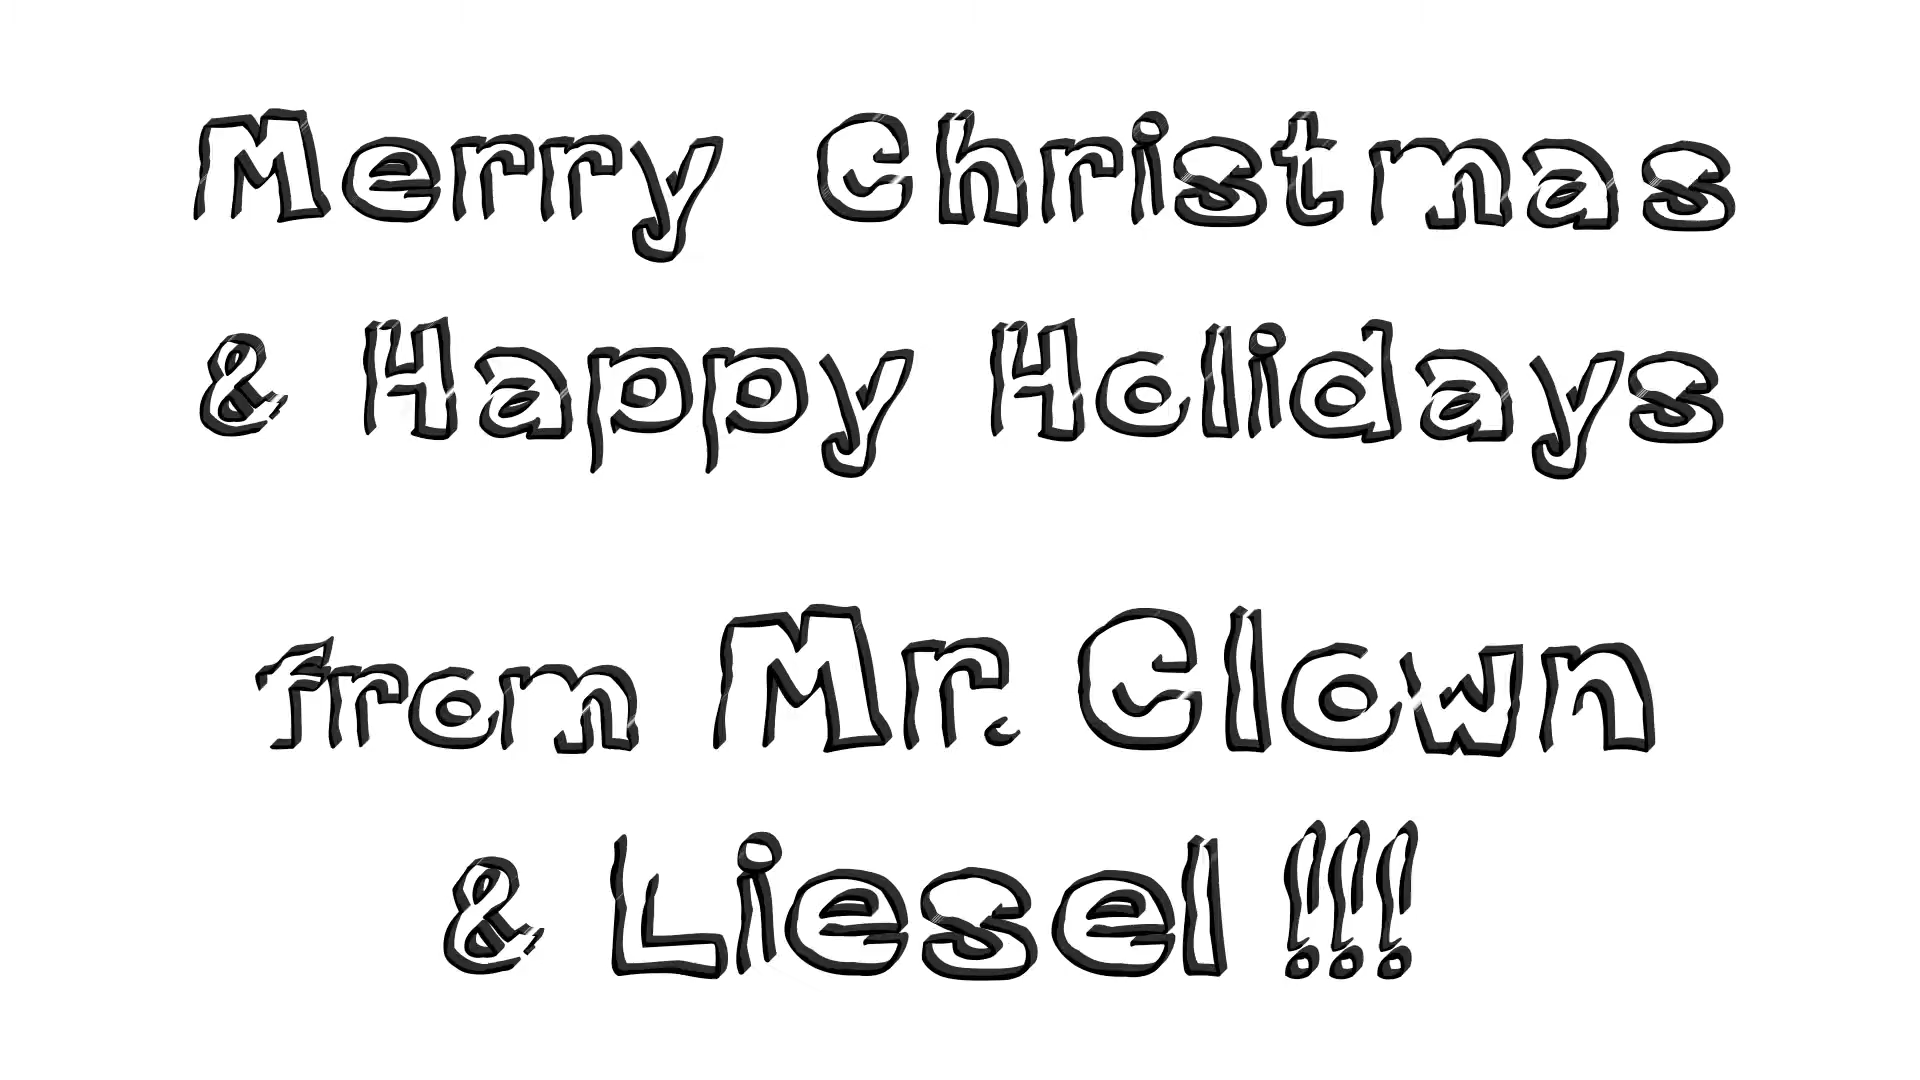 Merry Christmas
& Happy Holidays
from Mr. Clown
& Liesel !!!